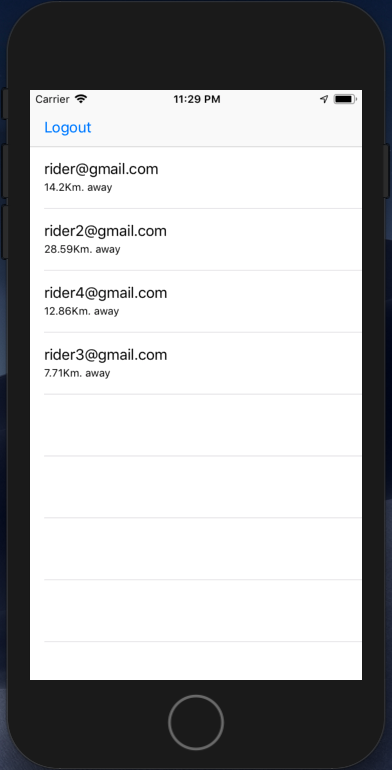 Carrier 11:29 PM
Logout
rider@gmail.com
14.2Km. away
rider2@gmail.com
28.59Km. away
rider4@gmail.com
12.86Km. away
rider3@gmail.com
7.71Km. away